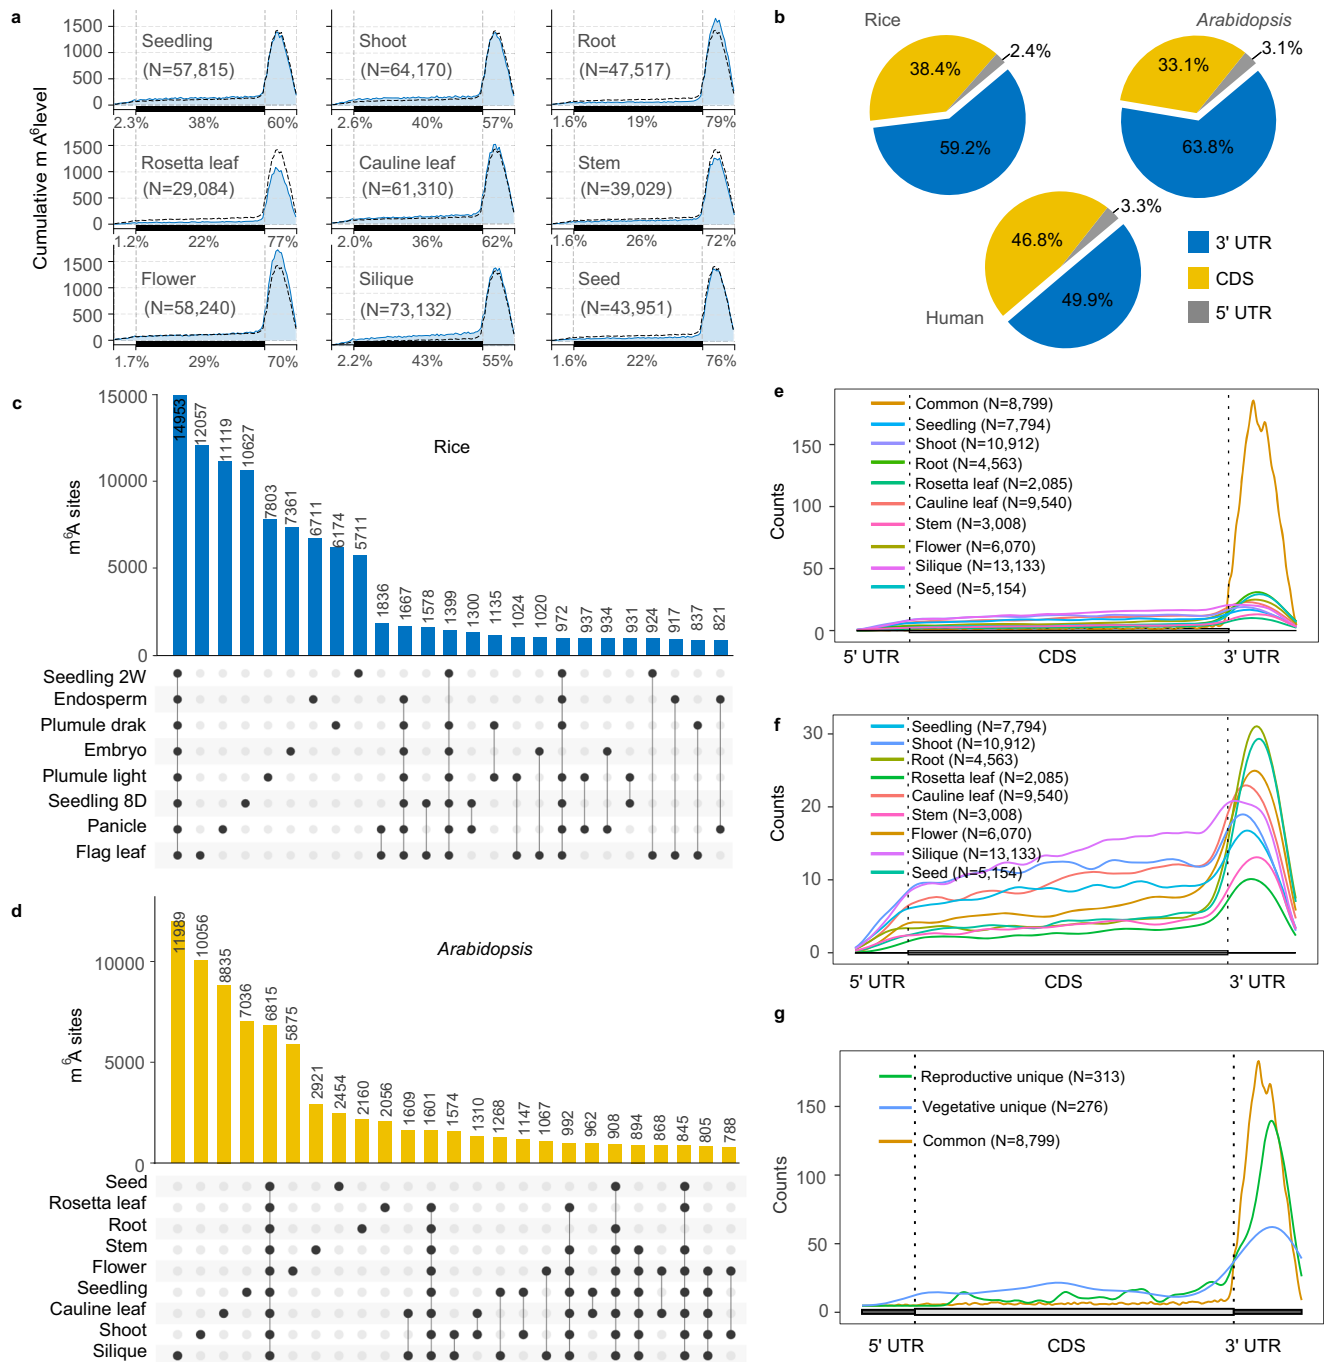 a
Cumulative m A⁶level
1500
1000
500
0
Seedling
(N=57,815)
2.3% 38% 60%
Shoot
(N=64,170)
2.6% 40% 57%
Root
(N=47,517)
1.6% 19% 79%
1500
1000
500
0
Rosetta leaf
(N=29,084)
1.2% 22% 77%
Cauline leaf
(N=61,310)
2.0% 36% 62%
Stem
(N=39,029)
1.6% 26% 72%
1500
1000
500
0
Flower
(N=58,240)
1.7% 29% 70%
Silique
(N=73,132)
2.2% 43% 55%
Seed
(N=43,951)
1.6% 22% 76%
b
Rice
38.4%
2.4%
59.2%
Arabidopsis
33.1%
3.1%
63.8%
Human
46.8%
3.3%
49.9%
3' UTR
CDS
5' UTR
c
m⁶A sites
15000
10000
5000
0
Rice
14953 12057 11119 10627 7803 7361 6711 6174 5711 1836 1667 1578 1399 1300 1135 1024 1020 972 937 934 931 924 917 837 821
Seedling 2W
Endosperm
Plumule drak
Embryo
Plumule light
Seedling 8D
Panicle
Flag leaf
d
m⁶A sites
10000
5000
0
Arabidopsis
11989 10056 8835 7036 6815 5875 2921 2454 2160 2056 1609 1601 1574 1310 1268 1147 1067 992 962 908 894 868 845 805 788
Seed
Rosetta leaf
Root
Stem
Flower
Seedling
Cauline leaf
Shoot
Silique
e
Counts
150
100
50
0
Common (N=8,799)
Seedling (N=7,794)
Shoot (N=10,912)
Root (N=4,563)
Rosetta leaf (N=2,085)
Cauline leaf (N=9,540)
Stem (N=3,008)
Flower (N=6,070)
Silique (N=13,133)
Seed (N=5,154)
5' UTR CDS 3' UTR
f
Counts
30
20
10
0
Seedling (N=7,794)
Shoot (N=10,912)
Root (N=4,563)
Rosetta leaf (N=2,085)
Cauline leaf (N=9,540)
Stem (N=3,008)
Flower (N=6,070)
Silique (N=13,133)
Seed (N=5,154)
5' UTR CDS 3' UTR
g
Counts
150
100
50
0
Reproductive unique (N=313)
Vegetative unique (N=276)
Common (N=8,799)
5' UTR CDS 3' UTR